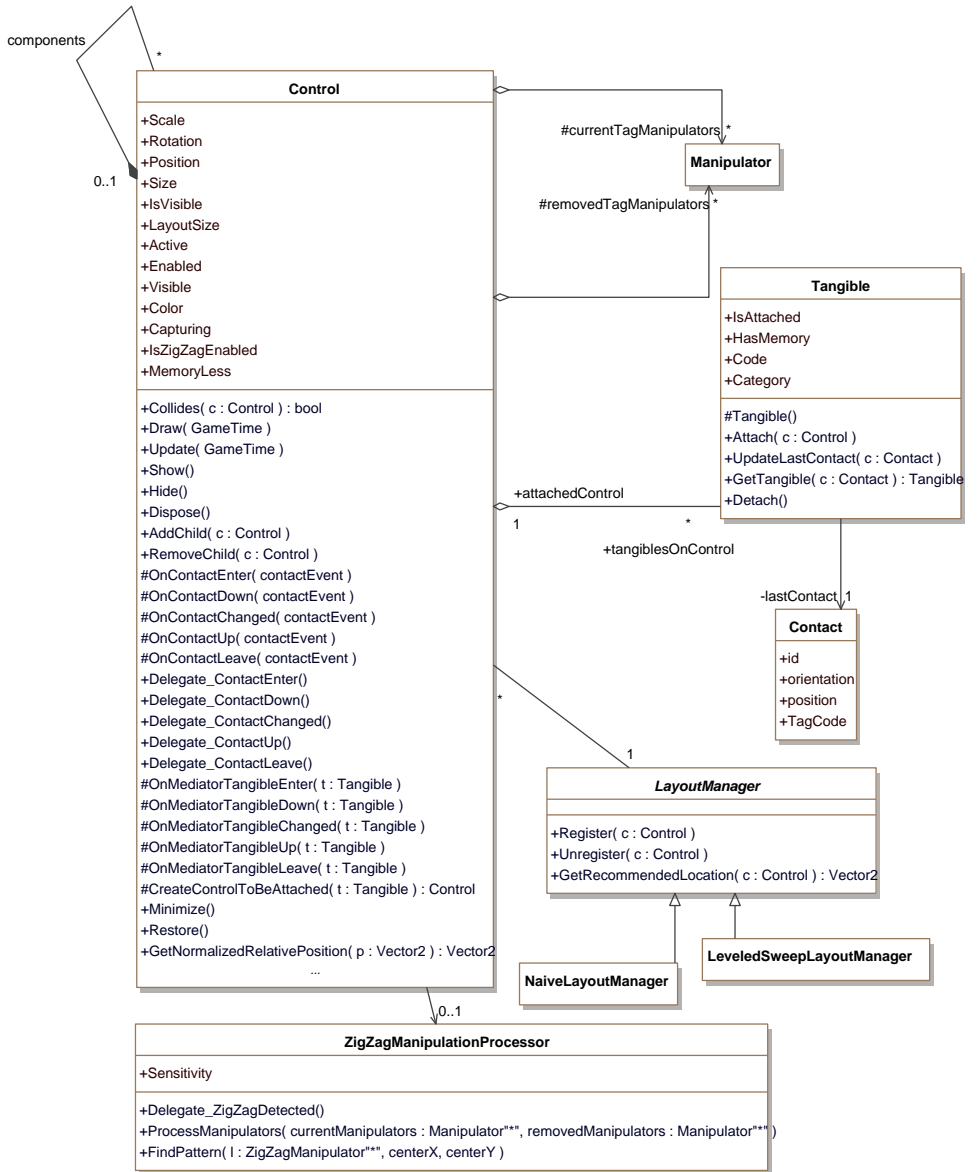 components
*
0..1
Control
+Scale
+Rotation
+Position
+Size
+IsVisible
+LayoutSize
+Active
+Enabled
+Visible
+Color
+Capturing
+IsZigZagEnabled
+MemoryLess
+Collides( c : Control ) : bool
+Draw( GameTime )
+Update( GameTime )
+Show()
+Hide()
+Dispose()
+AddChild( c : Control )
+RemoveChild( c : Control )
#OnContactEnter( contactEvent )
#OnContactDown( contactEvent )
#OnContactChanged( contactEvent )
#OnContactUp( contactEvent )
#OnContactLeave( contactEvent )
+Delegate_ContactEnter()
+Delegate_ContactDown()
+Delegate_ContactChanged()
+Delegate_ContactUp()
+Delegate_ContactLeave()
#OnMediatorTangibleEnter( t : Tangible )
#OnMediatorTangibleDown( t : Tangible )
#OnMediatorTangibleChanged( t : Tangible )
#OnMediatorTangibleUp( t : Tangible )
#OnMediatorTangibleLeave( t : Tangible )
#CreateControlToBeAttached( t : Tangible ) : Control
+Minimize()
+Restore()
+GetNormalizedRelativePosition( p : Vector2 ) : Vector2
...
#currentTagManipulators *
Manipulator
#removedTagManipulators *
Tangible
+IsAttached
+HasMemory
+Code
+Category
#Tangible()
+Attach( c : Control )
+UpdateLastContact( c : Contact )
+GetTangible( c : Contact ) : Tangible
+Detach()
+attachedControl
1
*
+tangiblesOnControl
-lastContact 1
Contact
+id
+orientation
+position
+TagCode
*
1
LayoutManager
+Register( c : Control )
+Unregister( c : Control )
+GetRecommendedLocation( c : Control ) : Vector2
NaiveLayoutManager
LeveledSweepLayoutManager
0..1
ZigZagManipulationProcessor
+Sensitivity
+Delegate_ZigZagDetected()
+ProcessManipulators( currentManipulators : Manipulator"*", removedManipulators : Manipulator"*" )
+FindPattern( l : ZigZagManipulator"*", centerX, centerY )